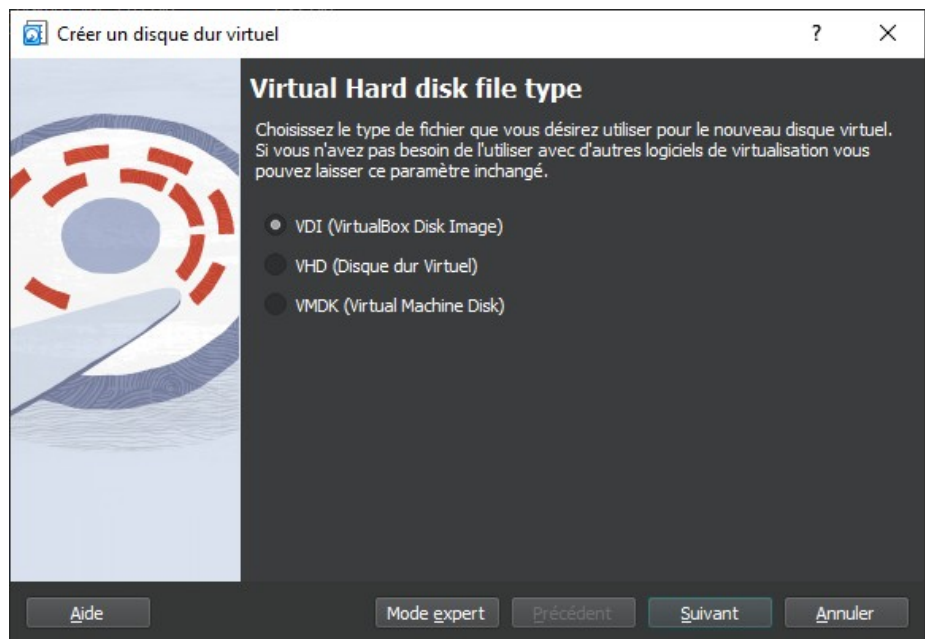 Créer un disque dur virtuel
?
Virtual Hard disk file type
Choisissez le type de fichier que vous désirez utiliser pour le nouveau disque virtuel.
Si vous n'avez pas besoin de l'utiliser avec d'autres logiciels de virtualisation vous
pouvez laisser ce paramètre inchangé.
VDI (VirtualBox Disk Image)
VHD (Disque dur Virtuel)
VMDK (Virtual Machine Disk)
Aide
Mode expert
Précédent
Suivant
Annuler